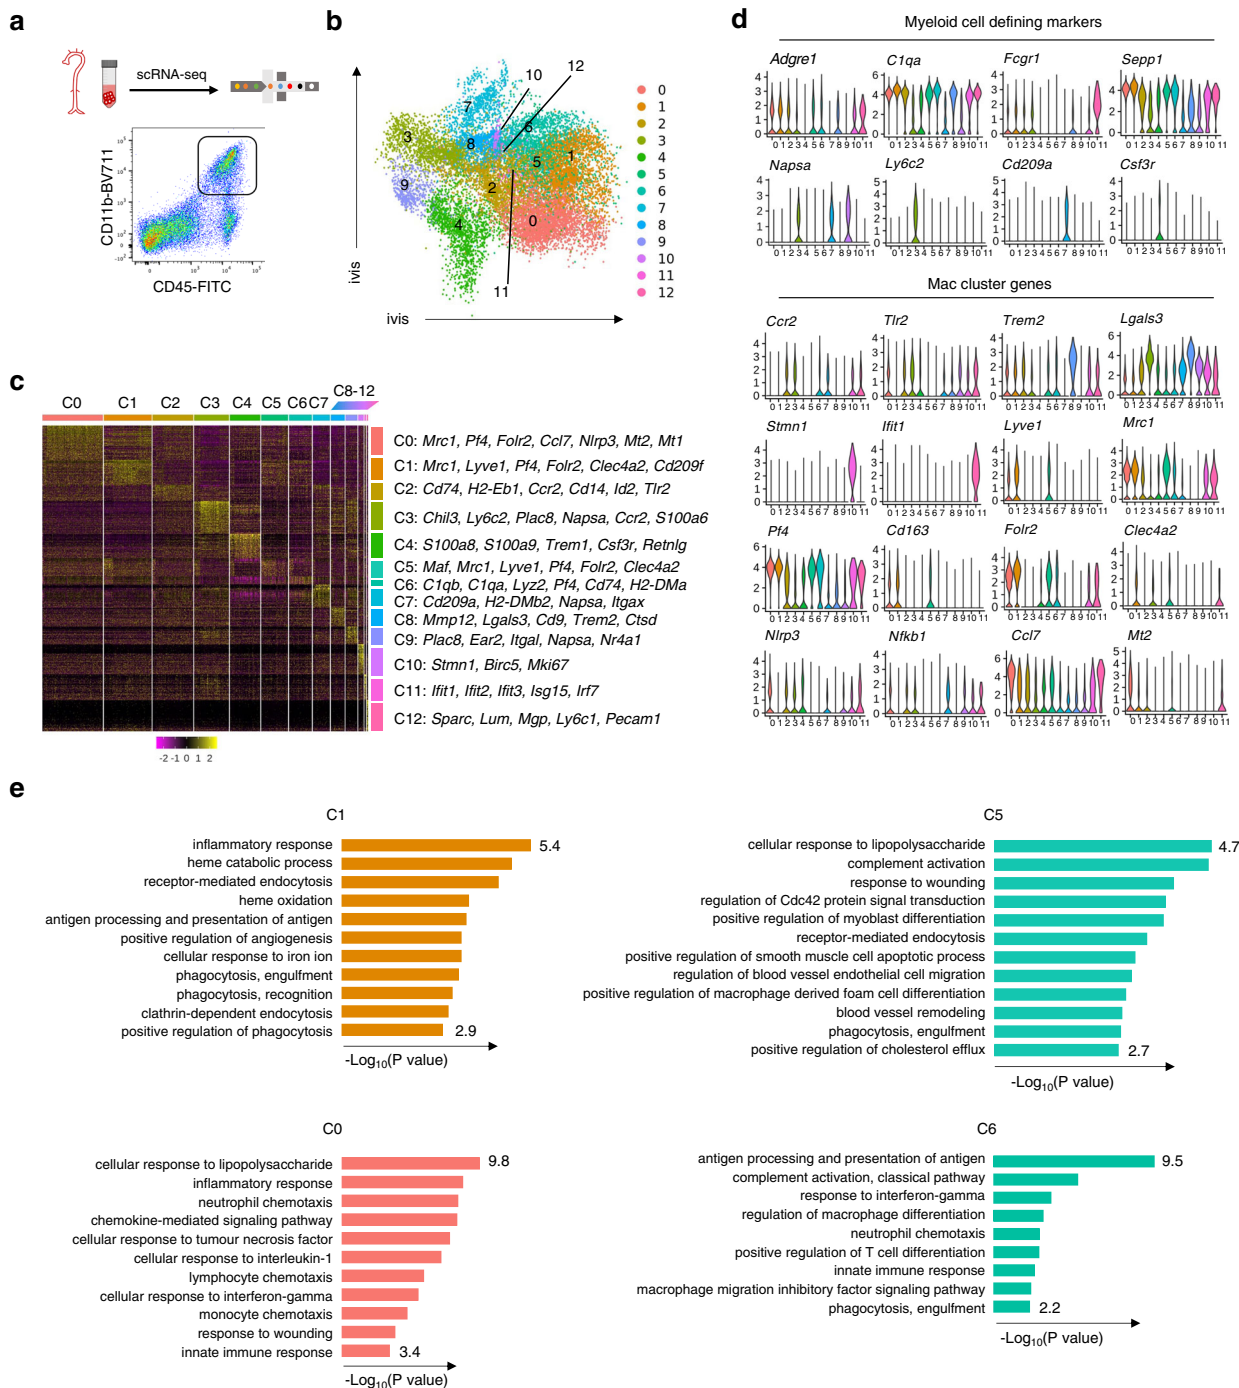 a
scRNA-seq
CD11b-BV711
10^5
10^4
10^3
10^2
0
-10^2
0
10^3
10^4
10^5
CD45-FITC
b
10
12
7
3
6
8
5
1
9
2
4
0
11
ivis
ivis
0
1
2
3
4
5
6
7
8
9
10
11
12
c
C8-12
C0 C1 C2 C3 C4 C5 C6 C7
C0: Mrc1, Pf4, Folr2, Ccl7, Nlrp3, Mt2, Mt1
C1: Mrc1, Lyve1, Pf4, Folr2, Clec4a2, Cd209f
C2: Cd74, H2-Eb1, Ccr2, Cd14, Id2, Tlr2
C3: Chil3, Ly6c2, Plac8, Napsa, Ccr2, S100a6
C4: S100a8, S100a9, Trem1, Csf3r, Retnlg
C5: Maf, Mrc1, Lyve1, Pf4, Folr2, Clec4a2
C6: C1qb, C1qa, Lyz2, Pf4, Cd74, H2-DMa
C7: Cd209a, H2-DMb2, Napsa, Itgax
C8: Mmp12, Lgals3, Cd9, Trem2, Ctsd
C9: Plac8, Ear2, Itgal, Napsa, Nr4a1
C10: Stmn1, Birc5, Mki67
C11: Ifit1, Ifit2, Ifit3, Isg15, Irf7
C12: Sparc, Lum, Mgp, Ly6c1, Pecam1
-2 -1 0 1 2
d
Myeloid cell defining markers
Adgre1 C1qa Fcgr1 Sepp1
Napsa Ly6c2 Cd209a Csf3r
Mac cluster genes
Ccr2 Tlr2 Trem2 Lgals3
Stmn1 Ifit1 Lyve1 Mrc1
Pf4 Cd163 Folr2 Clec4a2
Nlrp3 Nfkb1 Ccl7 Mt2
e
C1
inflammatory response 5.4
heme catabolic process
receptor-mediated endocytosis
heme oxidation
antigen processing and presentation of antigen
positive regulation of angiogenesis
cellular response to iron ion
phagocytosis, engulfment
phagocytosis, recognition
clathrin-dependent endocytosis
positive regulation of phagocytosis 2.9
-Log10(P value)
C5
cellular response to lipopolysaccharide 4.7
complement activation
response to wounding
regulation of Cdc42 protein signal transduction
positive regulation of myoblast differentiation
receptor-mediated endocytosis
positive regulation of smooth muscle cell apoptotic process
regulation of blood vessel endothelial cell migration
positive regulation of macrophage derived foam cell differentiation
blood vessel remodeling
phagocytosis, engulfment
positive regulation of cholesterol efflux 2.7
-Log10(P value)
C0
cellular response to lipopolysaccharide 9.8
inflammatory response
neutrophil chemotaxis
chemokine-mediated signaling pathway
cellular response to tumour necrosis factor
cellular response to interleukin-1
lymphocyte chemotaxis
cellular response to interferon-gamma
monocyte chemotaxis
response to wounding
innate immune response 3.4
-Log10(P value)
C6
antigen processing and presentation of antigen 9.5
complement activation, classical pathway
response to interferon-gamma
regulation of macrophage differentiation
neutrophil chemotaxis
positive regulation of T cell differentiation
innate immune response
macrophage migration inhibitory factor signaling pathway
phagocytosis, engulfment 2.2
-Log10(P value)